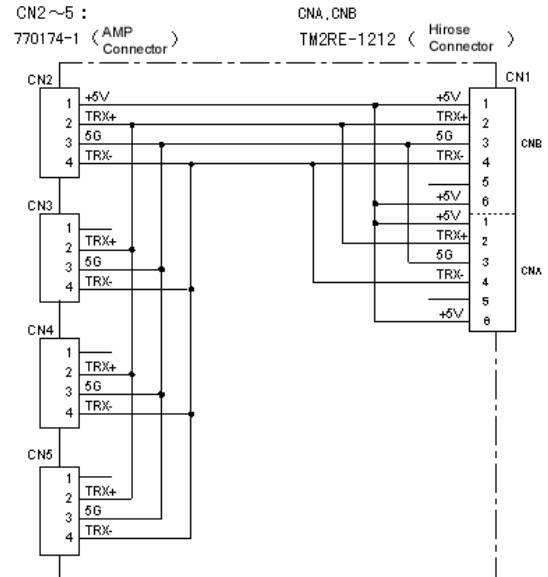 CN2～5 :
770174-1 ( AMP Connector )
CNA, CNB
TM2RE-1212 ( Hirose Connector )
CN2
1 +5V
2 TRX+
3 5G
4 TRX-
CN3
1
2 TRX+
3 5G
4 TRX-
CN4
1
2 TRX+
3 5G
4 TRX-
CN5
1
2 TRX+
3 5G
4 TRX-
CN1
+5V 1
TRX+ 2
5G 3
TRX- 4
5
+5V 6
CNB
+5V 1
TRX+ 2
5G 3
TRX- 4
5
+5V 6
CNA